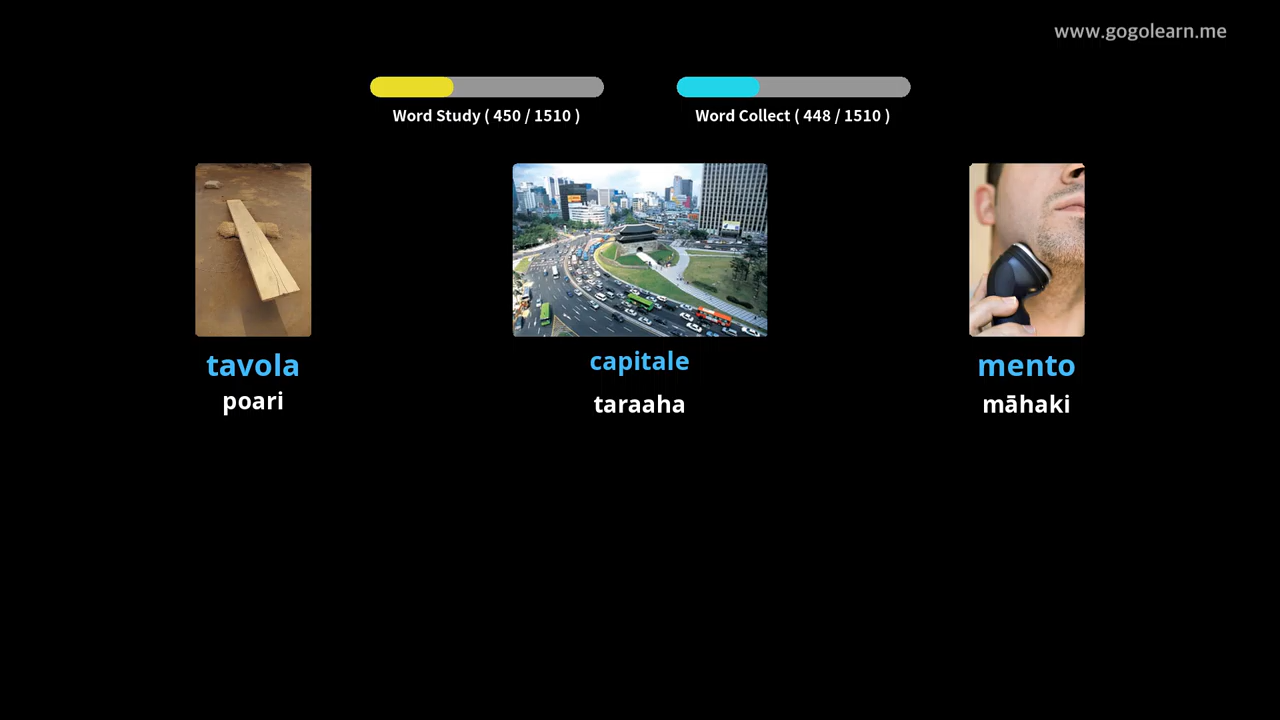 www.gogolearn.me
Word Study ( 450 / 1510 )
Word Collect ( 448 / 1510 )
tavola
poari
capitale
taraaha
mento
māhaki